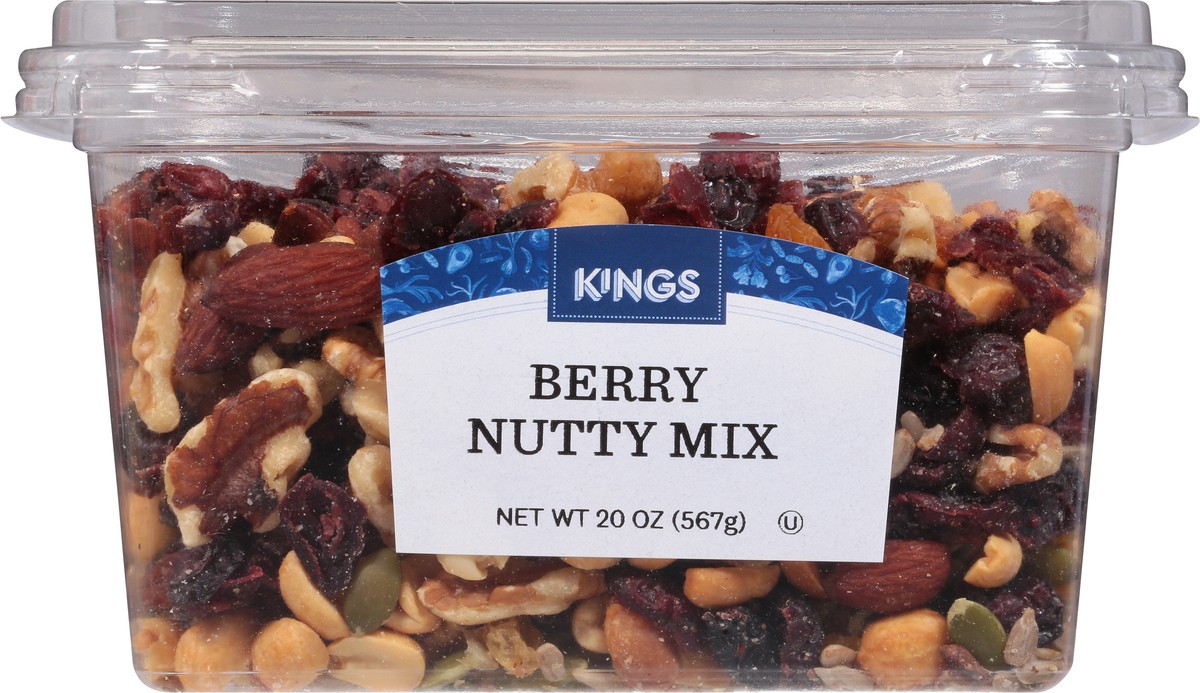 KINGS
BERRY
NUTTY MIX
NET WT 20 OZ (567g) U